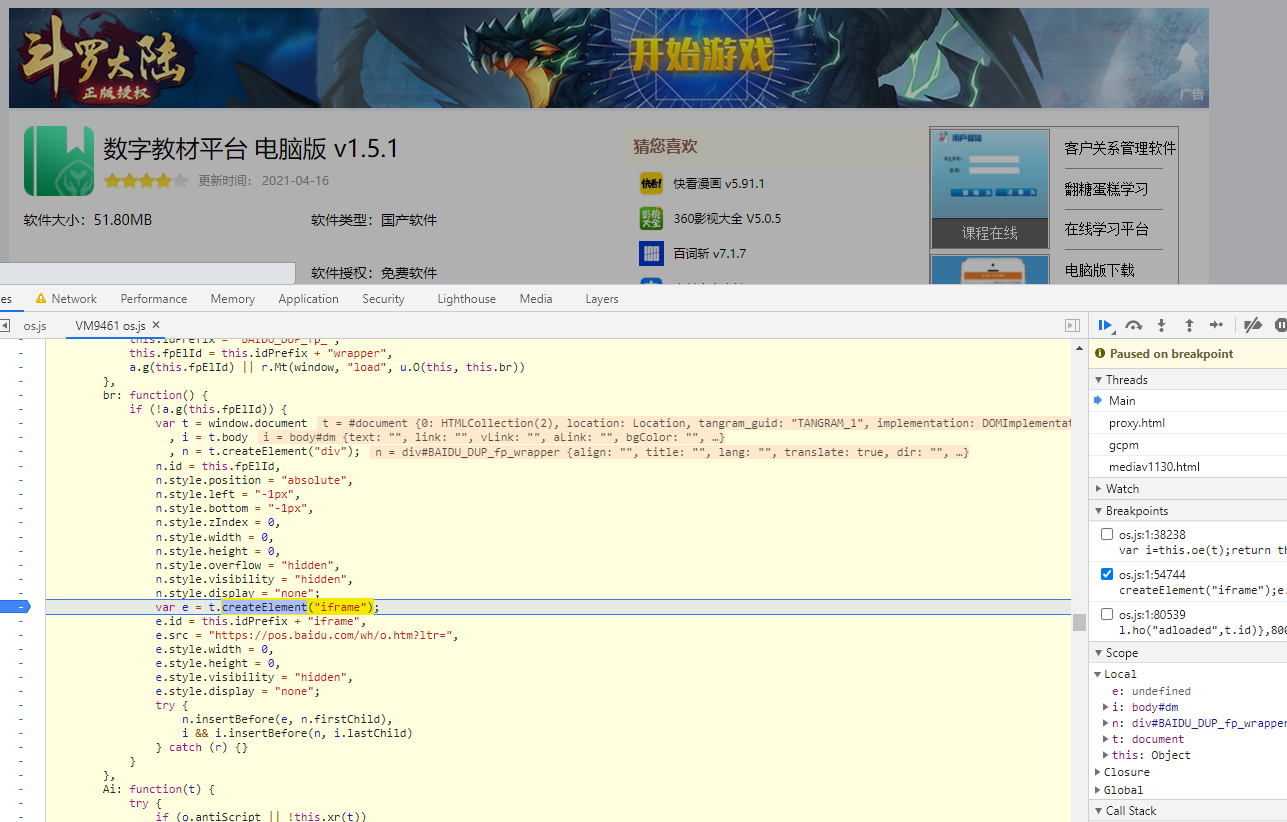 斗罗大陆
正版授权
开始游戏
广告
数字教材平台 电脑版 v1.5.1
更新时间： 2021-04-16
软件大小：51.80MB
软件类型：国产软件
软件授权：免费软件
猜您喜欢
快看!
快看漫画 v5.91.1
影视大全
360影视大全 V5.0.5
百词斩 v7.1.7
用户登陆
课程在线
客户关系管理软件
翻糖蛋糕学习
在线学习平台
电脑版下载
es Network Performance Memory Application Security Lighthouse Media Layers
os.js VM9461 os.js ×
this.idPrefix = "BAIDU_DUP_fp_",
this.fpElId = this.idPrefix + "wrapper",
a.g(this.fpElId) || r.Mt(window, "load", u.O(this, this.br))
},
br: function() {
if (!a.g(this.fpElId)) {
var t = window.document t = #document {0: HTMLCollection(2), location: Location, tangram_guid: "TANGRAM_1", implementation: DOMImplementat
, i = t.body i = body#dm {text: "", link: "", vLink: "", aLink: "", bgColor: "", …}
, n = t.createElement("div"); n = div#BAIDU_DUP_fp_wrapper {align: "", title: "", lang: "", translate: true, dir: "", …}
n.id = this.fpElId,
n.style.position = "absolute",
n.style.left = "-1px",
n.style.bottom = "-1px",
n.style.zIndex = 0,
n.style.width = 0,
n.style.height = 0,
n.style.overflow = "hidden",
n.style.visibility = "hidden",
n.style.display = "none";
var e = t.createElement("iframe");
e.id = this.idPrefix + "iframe",
e.src = "https://pos.baidu.com/wh/o.htm?ltr=",
e.style.width = 0,
e.style.height = 0,
e.style.visibility = "hidden",
e.style.display = "none";
try {
n.insertBefore(e, n.firstChild),
i && i.insertBefore(n, i.lastChild)
} catch (r) {}
}
},
Ai: function(t) {
try {
if (o.antiScript || !this.xr(t))
Paused on breakpoint
Threads
Main
proxy.html
gcpm
mediav1130.html
Watch
Breakpoints
os.js:1:38238
var i=this.oe(t);return th
os.js:1:54744
createElement("iframe");e.
os.js:1:80539
l.ho("adloaded",t.id)},800
Scope
Local
e: undefined
i: body#dm
n: div#BAIDU_DUP_fp_wrapper
t: document
this: Object
Closure
Global
Call Stack